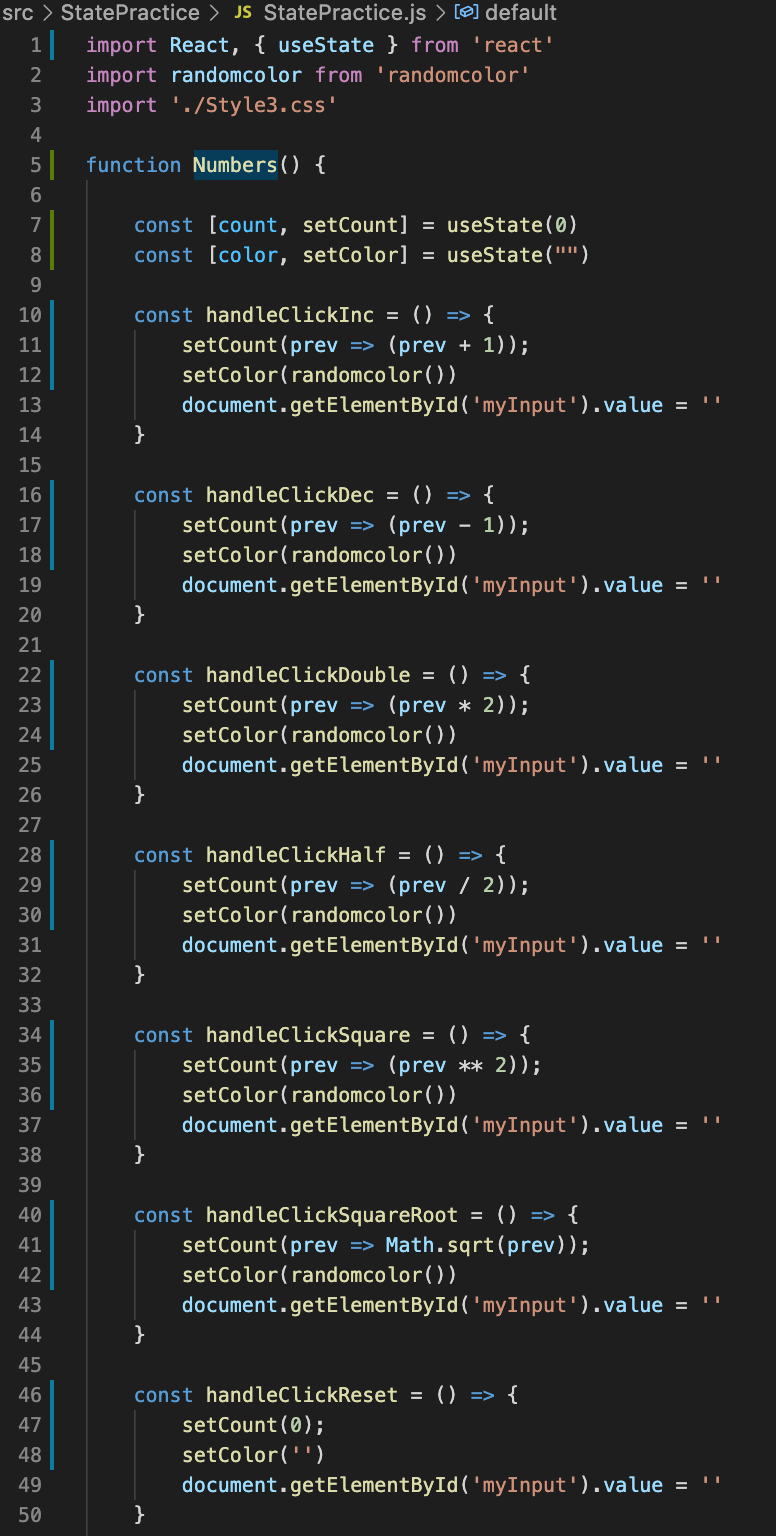 src > StatePractice > JS StatePractice.js > default
1 import React, { useState } from 'react'
2 import randomcolor from 'randomcolor'
3 import './Style3.css'
4
5 function Numbers() {
6
7     const [count, setCount] = useState(0)
8     const [color, setColor] = useState("")
9
10     const handleClickInc = () => {
11         setCount(prev => (prev + 1));
12         setColor(randomcolor())
13         document.getElementById('myInput').value = ''
14     }
15
16     const handleClickDec = () => {
17         setCount(prev => (prev - 1));
18         setColor(randomcolor())
19         document.getElementById('myInput').value = ''
20     }
21
22     const handleClickDouble = () => {
23         setCount(prev => (prev * 2));
24         setColor(randomcolor())
25         document.getElementById('myInput').value = ''
26     }
27
28     const handleClickHalf = () => {
29         setCount(prev => (prev / 2));
30         setColor(randomcolor())
31         document.getElementById('myInput').value = ''
32     }
33
34     const handleClickSquare = () => {
35         setCount(prev => (prev ** 2));
36         setColor(randomcolor())
37         document.getElementById('myInput').value = ''
38     }
39
40     const handleClickSquareRoot = () => {
41         setCount(prev => Math.sqrt(prev));
42         setColor(randomcolor())
43         document.getElementById('myInput').value = ''
44     }
45
46     const handleClickReset = () => {
47         setCount(0);
48         setColor('')
49         document.getElementById('myInput').value = ''
50     }